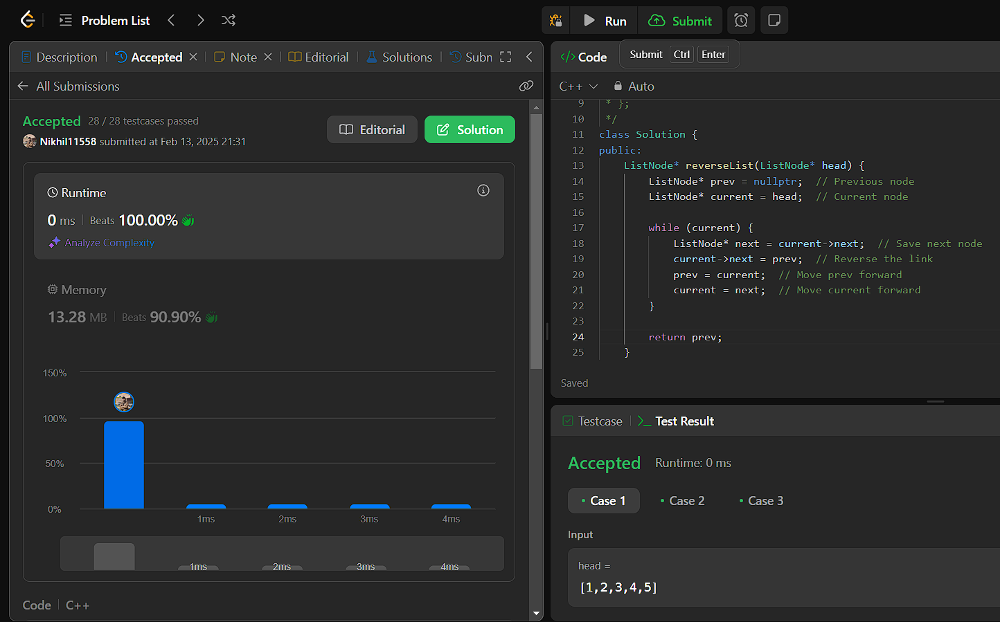 Problem List
Run
Submit
Description
Accepted
Note
Editorial
Solutions
Subm
All Submissions
Accepted 28 / 28 testcases passed
Nikhil11558 submitted at Feb 13, 2025 21:31
Editorial
Solution
Runtime
0 ms Beats 100.00%
Analyze Complexity
Memory
13.28 MB Beats 90.90%
150%
100%
50%
0%
1ms 2ms 3ms 4ms
1ms 2ms 3ms 4ms
Code C++
</> Code
Submit Ctrl Enter
C++ Auto
9 * };
10 */
11 class Solution {
12 public:
13 ListNode* reverseList(ListNode* head) {
14 ListNode* prev = nullptr; // Previous node
15 ListNode* current = head; // Current node
16
17 while (current) {
18 ListNode* next = current->next; // Save next node
19 current->next = prev; // Reverse the link
20 prev = current; // Move prev forward
21 current = next; // Move current forward
22 }
23
24 return prev;
25 }
Saved
Testcase
>_ Test Result
Accepted Runtime: 0 ms
Case 1 Case 2 Case 3
Input
head =
[1,2,3,4,5]